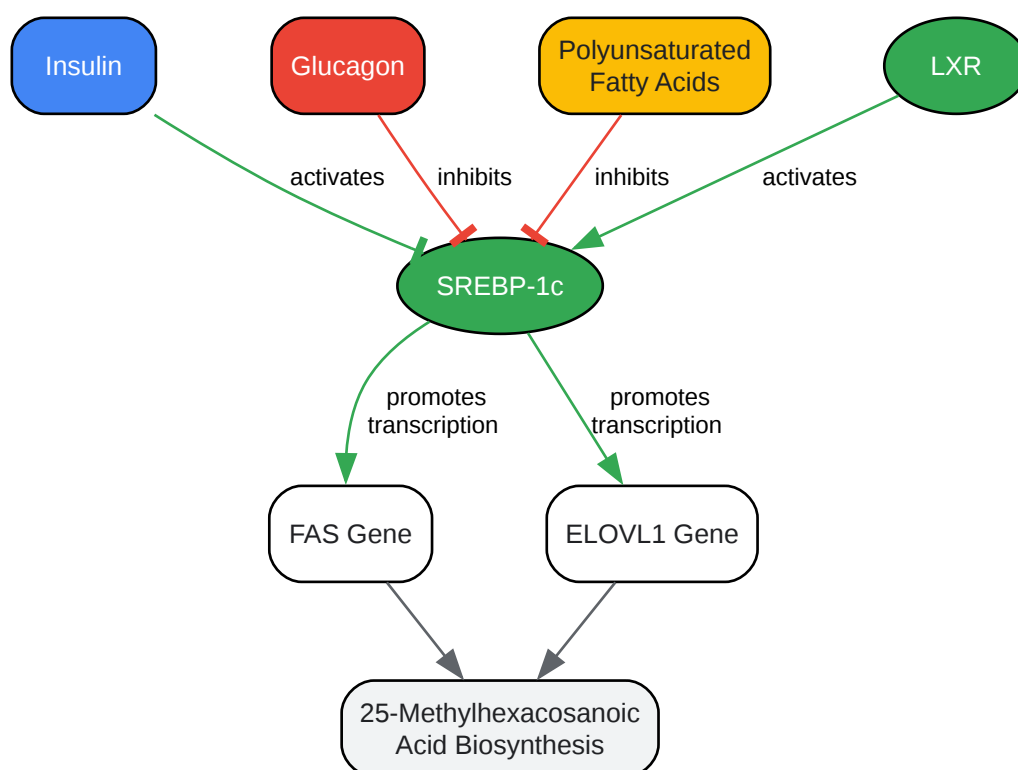 Insulin
Glucagon
Polyunsaturated
Fatty Acids
LXR
activates
inhibits
inhibits
activates
SREBP-1c
promotes
transcription
promotes
transcription
FAS Gene
ELOVL1 Gene
25-Methylhexacosanoic
Acid Biosynthesis